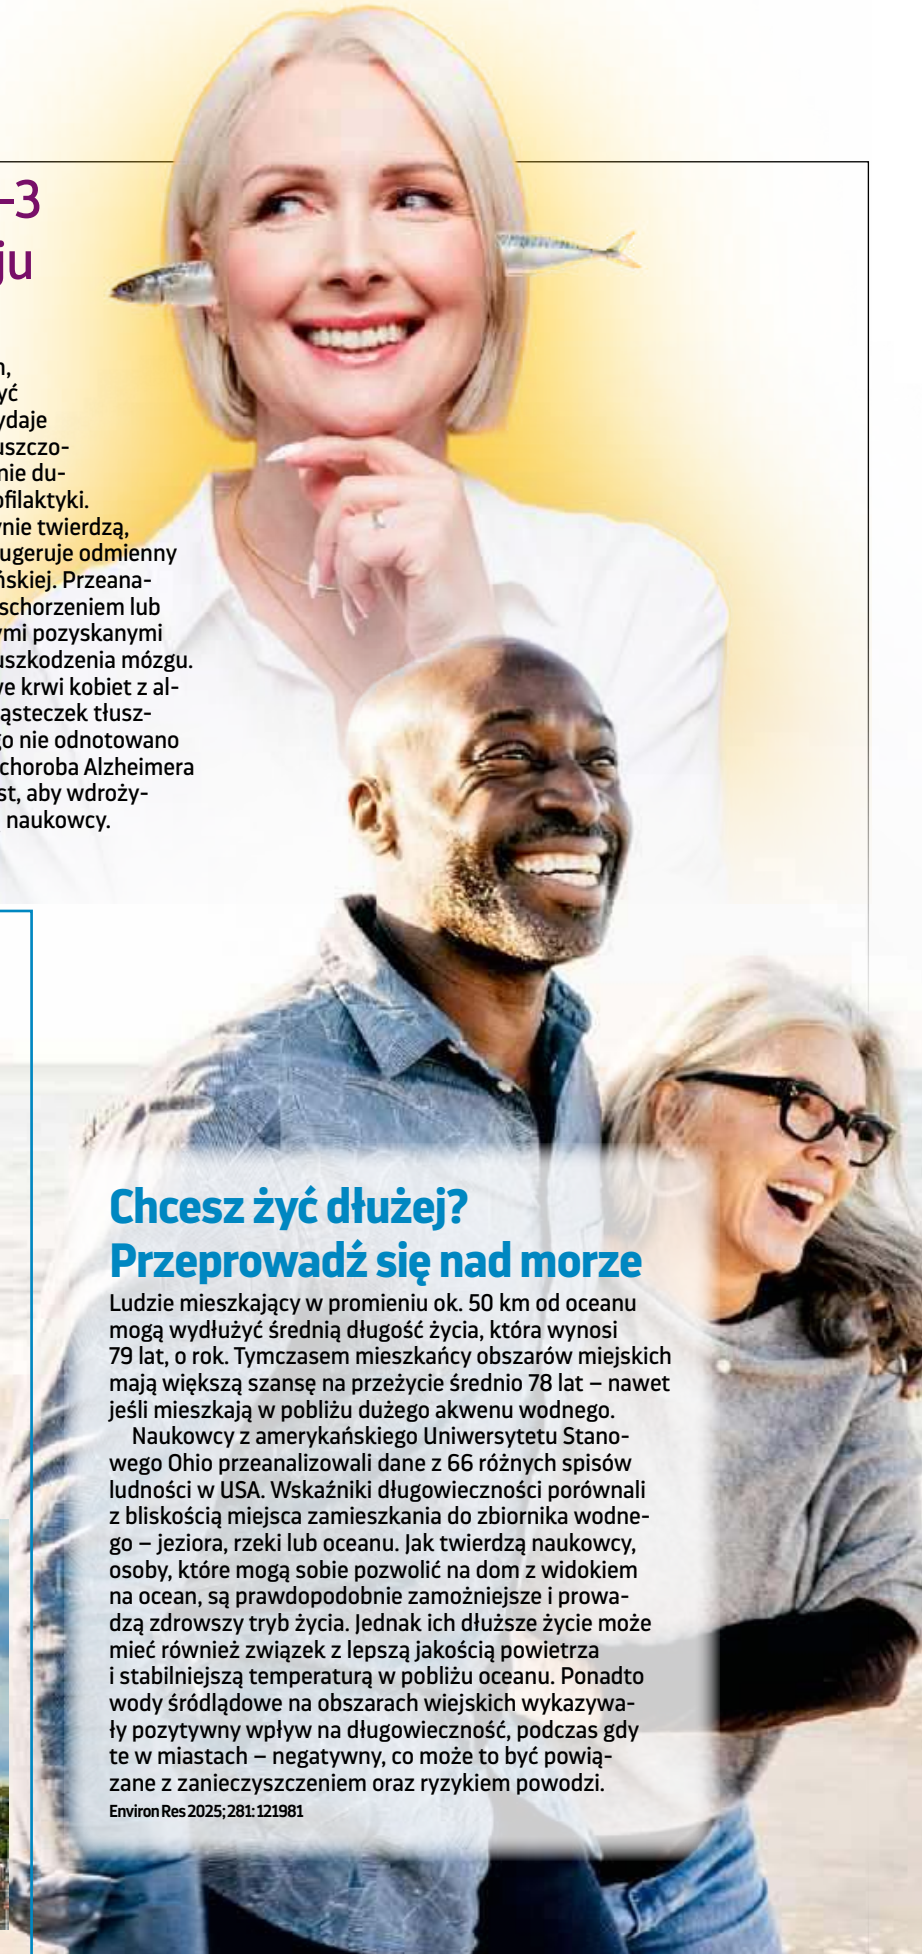 -3
ju
yć
ydaje
uszczo-
nie du-
ofilaktyki.
twierdzą,
ugeruje odmienny
ńskiej. Przeana-
schorzeniem lub
ymi pozyskanymi
uszkodzenia mózgu.
we krwi kobiet z al-
ąsteczek tłusz-
go nie odnotowano
choroba Alzheimera
st, aby wdroży-
naukowcy.
Chcesz żyć dłużej?
Przeprowadź się nad morze
Ludzie mieszkający w promieniu ok. 50 km od oceanu
mogą wydłużyć średnią długość życia, która wynosi
79 lat, o rok. Tymczasem mieszkańcy obszarów miejskich
mają większą szansę na przeżycie średnio 78 lat – nawet
jeśli mieszkają w pobliżu dużego akwenu wodnego.
Naukowcy z amerykańskiego Uniwersytetu Stano-
wego Ohio przeanalizowali dane z 66 różnych spisów
ludności w USA. Wskaźniki długowieczności porównali
z bliskością miejsca zamieszkania do zbiornika wodne-
go – jeziora, rzeki lub oceanu. Jak twierdzą naukowcy,
osoby, które mogą sobie pozwolić na dom z widokiem
na ocean, są prawdopodobnie zamożniejsze i prowa-
dzą zdrowszy tryb życia. Jednak ich dłuższe życie może
mieć również związek z lepszą jakością powietrza
i stabilniejszą temperaturą w pobliżu oceanu. Ponadto
wody śródlądowe na obszarach wiejskich wykazywa-
ły pozytywny wpływ na długowieczność, podczas gdy
te w miastach – negatywny, co może to być powią-
zane z zanieczyszczeniem oraz ryzykiem powodzi.
Environ Res 2025;281:121981